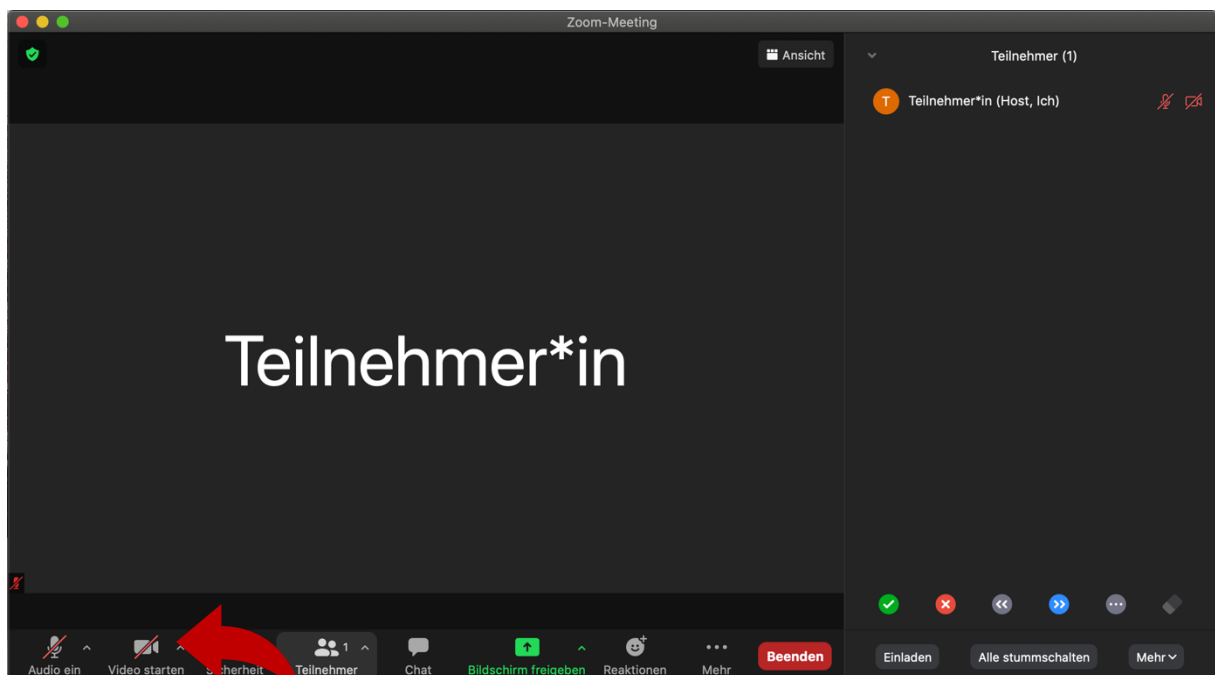 Zoom-Meeting
Ansicht
Teilnehmer (1)
T
Teilnehmer*in (Host, Ich)
Teilnehmer*in
Audio ein
Video starten
Teilnehmer
1
Chat
Bildschirm freigeben
Reaktionen
Mehr
Beenden
Einladen
Alle stummschalten
Mehr